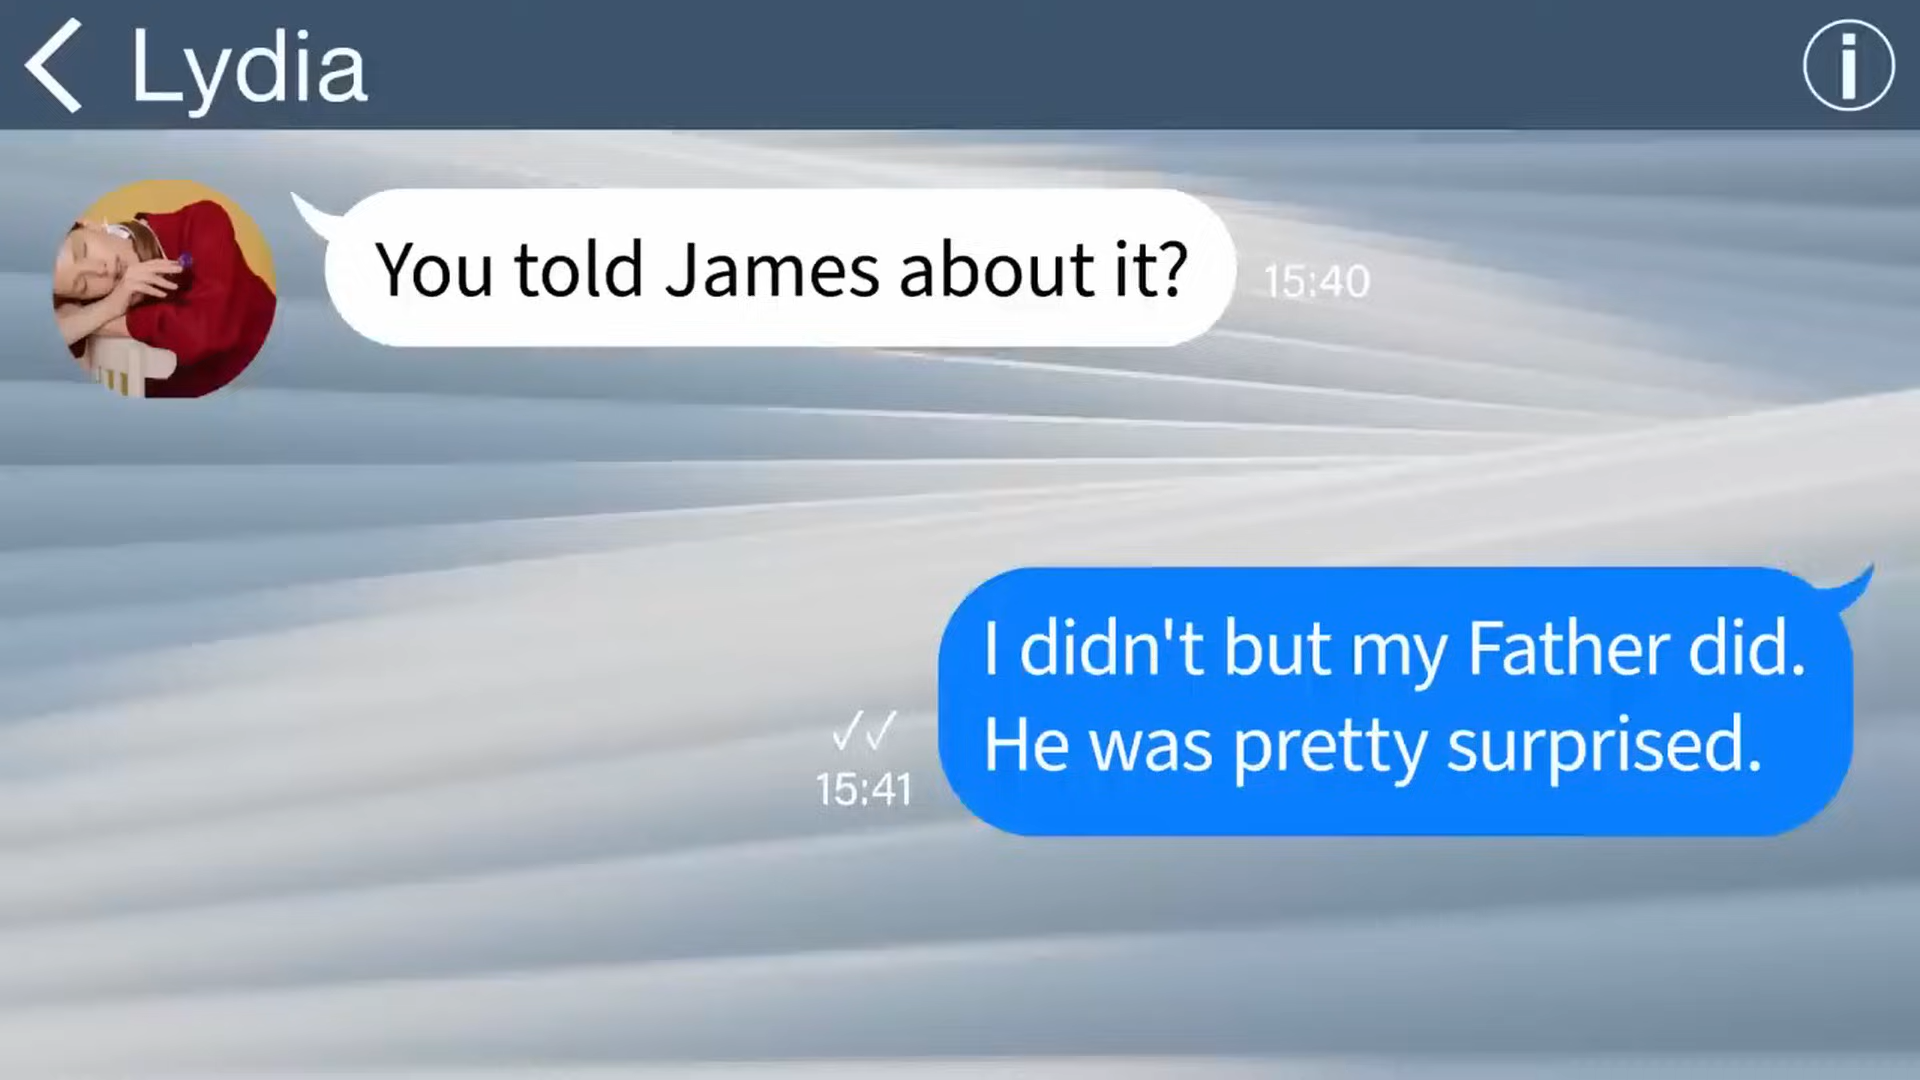 Lydia
You told James about it?
15:40
I didn't but my Father did.
He was pretty surprised.
15:41